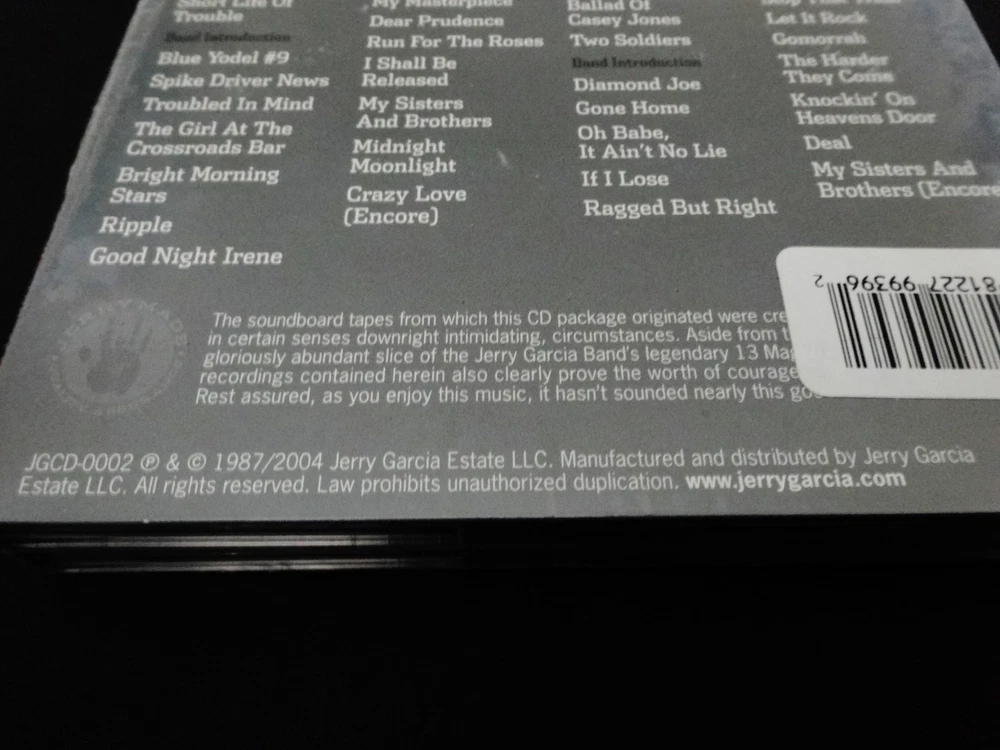 Short Life Of
Trouble
Band Introduction
Blue Yodel #9
Spike Driver News
Troubled In Mind
The Girl At The
Crossroads Bar
Bright Morning
Stars
Ripple
Good Night Irene
My Masterpiece
Dear Prudence
Run For The Roses
I Shall Be
Released
My Sisters
And Brothers
Midnight
Moonlight
Crazy Love
(Encore)
Ballad Of
Casey Jones
Two Soldiers
Band Introduction
Diamond Joe
Gone Home
Oh Babe,
It Ain't No Lie
If I Lose
Ragged But Right
Stop That Train
Let It Rock
Gomorrah
The Harder
They Come
Knockin' On
Heavens Door
Deal
My Sisters And
Brothers (Encore
81227 99396 2
The soundboard tapes from which this CD package originated were cre
in certain senses downright intimidating, circumstances. Aside from t
gloriously abundant slice of the Jerry Garcia Band's legendary 13 Mag
recordings contained herein also clearly prove the worth of courage
Rest assured, as you enjoy this music, it hasn't sounded nearly this go
JGCD-0002 ℗ & © 1987/2004 Jerry Garcia Estate LLC. Manufactured and distributed by Jerry Garcia
Estate LLC. All rights reserved. Law prohibits unauthorized duplication. www.jerrygarcia.com